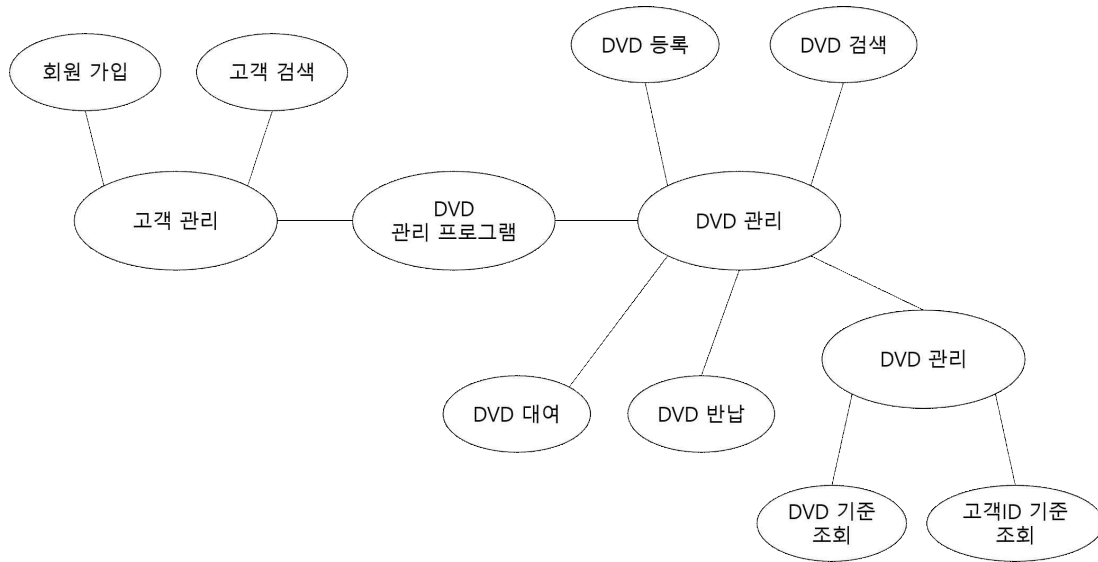 DVD 등록
DVD 검색
회원 가입
고객 검색
고객 관리
DVD
관리 프로그램
DVD 관리
DVD 관리
DVD 대여
DVD 반납
DVD 기준
조회
고객ID 기준
조회